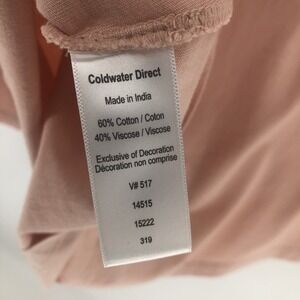 Coldwater Direct
Made in India
60% Cotton / Coton
40% Viscose / Viscose
Exclusive of Decoration
Décoration non comprise
V# 517
14515
15222
319